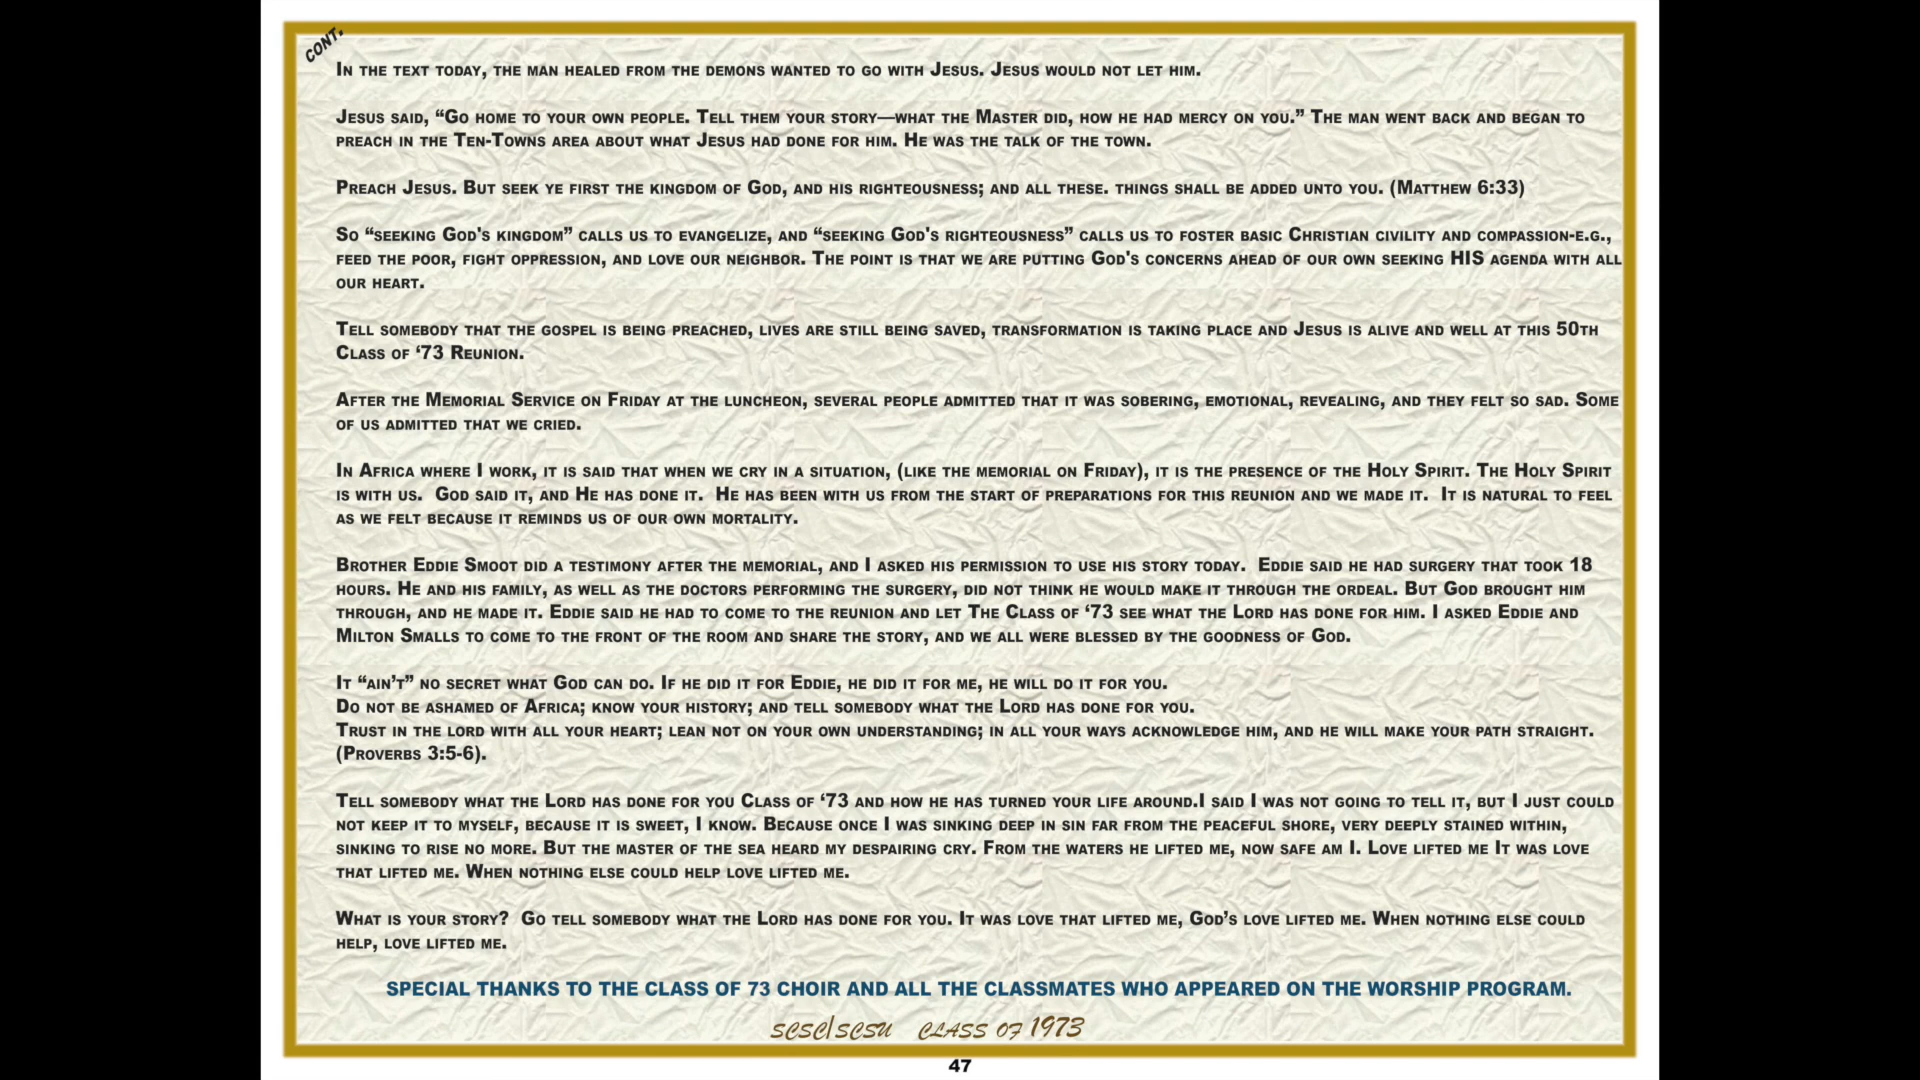 CONT.
In the text today, the man healed from the demons wanted to go with Jesus. Jesus would not let him.
Jesus said, “Go home to your own people. Tell them your story—what the Master did, how he had mercy on you.” The man went back and began to
preach in the Ten-Towns area about what Jesus had done for him. He was the talk of the town.
Preach Jesus. But seek ye first the kingdom of God, and his righteousness; and all these. things shall be added unto you. (Matthew 6:33)
So “seeking God's kingdom” calls us to evangelize, and “seeking God's righteousness” calls us to foster basic Christian civility and compassion-e.g.,
feed the poor, fight oppression, and love our neighbor. The point is that we are putting God's concerns ahead of our own seeking HIS agenda with all
our heart.
Tell somebody that the gospel is being preached, lives are still being saved, transformation is taking place and Jesus is alive and well at this 50th
Class of ‘73 Reunion.
After the Memorial Service on Friday at the luncheon, several people admitted that it was sobering, emotional, revealing, and they felt so sad. Some
of us admitted that we cried.
In Africa where I work, it is said that when we cry in a situation, (like the memorial on Friday), it is the presence of the Holy Spirit. The Holy Spirit
is with us.  God said it, and He has done it.  He has been with us from the start of preparations for this reunion and we made it.  It is natural to feel
as we felt because it reminds us of our own mortality.
Brother Eddie Smoot did a testimony after the memorial, and I asked his permission to use his story today.  Eddie said he had surgery that took 18
hours. He and his family, as well as the doctors performing the surgery, did not think he would make it through the ordeal. But God brought him
through, and he made it. Eddie said he had to come to the reunion and let The Class of ‘73 see what the Lord has done for him. I asked Eddie and
Milton Smalls to come to the front of the room and share the story, and we all were blessed by the goodness of God.
It “ain’t” no secret what God can do. If he did it for Eddie, he did it for me, he will do it for you.
Do not be ashamed of Africa; know your history; and tell somebody what the Lord has done for you.
Trust in the lord with all your heart; lean not on your own understanding; in all your ways acknowledge him, and he will make your path straight.
(Proverbs 3:5-6).
Tell somebody what the Lord has done for you Class of ‘73 and how he has turned your life around.I said I was not going to tell it, but I just could
not keep it to myself, because it is sweet, I know. Because once I was sinking deep in sin far from the peaceful shore, very deeply stained within,
sinking to rise no more. But the master of the sea heard my despairing cry. From the waters he lifted me, now safe am I. Love lifted me It was love
that lifted me. When nothing else could help love lifted me.
What is your story?  Go tell somebody what the Lord has done for you. It was love that lifted me, God’s love lifted me. When nothing else could
help, love lifted me.
SPECIAL THANKS TO THE CLASS OF 73 CHOIR AND ALL THE CLASSMATES WHO APPEARED ON THE WORSHIP PROGRAM.
SCSC/SCSU CLASS OF 1973
47